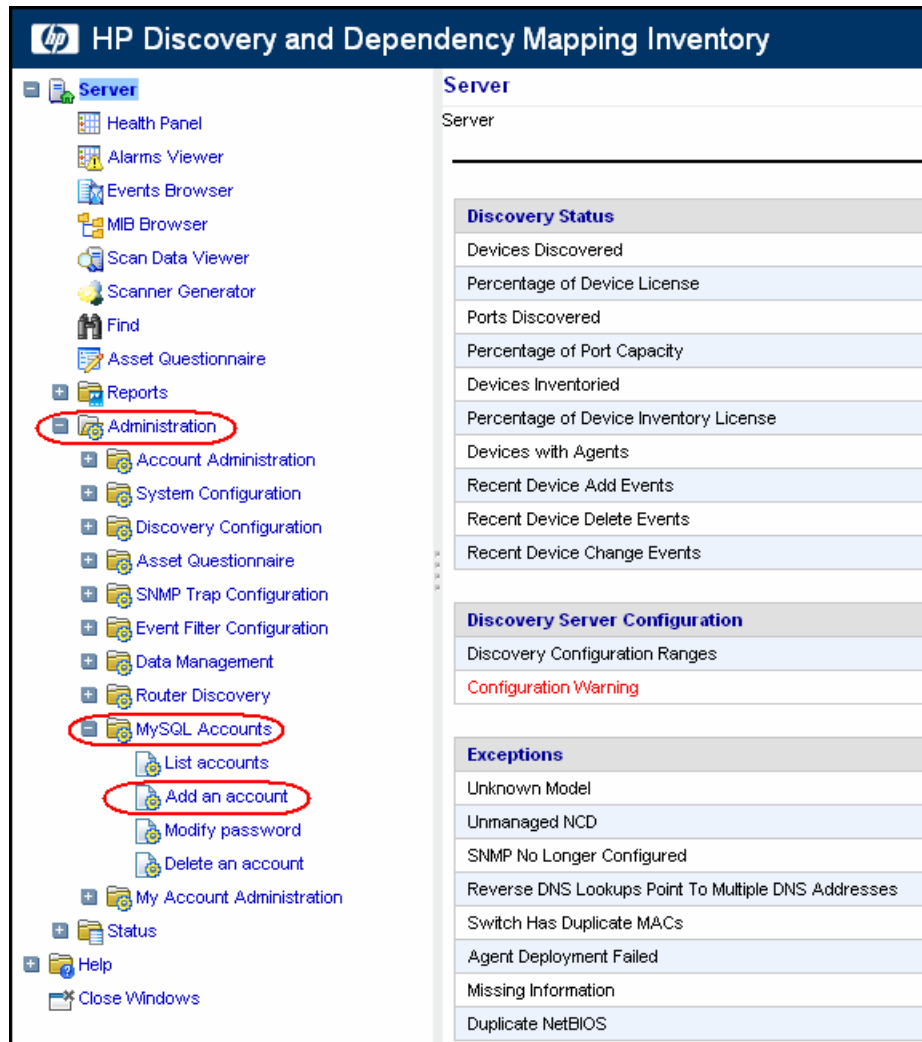 hp HP Discovery and Dependency Mapping Inventory
Server
Health Panel
Alarms Viewer
Events Browser
MIB Browser
Scan Data Viewer
Scanner Generator
Find
Asset Questionnaire
Reports
Administration
Account Administration
System Configuration
Discovery Configuration
Asset Questionnaire
SNMP Trap Configuration
Event Filter Configuration
Data Management
Router Discovery
MySQL Accounts
List accounts
Add an account
Modify password
Delete an account
My Account Administration
Status
Help
Close Windows
Server
Server
Discovery Status
Devices Discovered
Percentage of Device License
Ports Discovered
Percentage of Port Capacity
Devices Inventoried
Percentage of Device Inventory License
Devices with Agents
Recent Device Add Events
Recent Device Delete Events
Recent Device Change Events
Discovery Server Configuration
Discovery Configuration Ranges
Configuration Warning
Exceptions
Unknown Model
Unmanaged NCD
SNMP No Longer Configured
Reverse DNS Lookups Point To Multiple DNS Addresses
Switch Has Duplicate MACs
Agent Deployment Failed
Missing Information
Duplicate NetBIOS